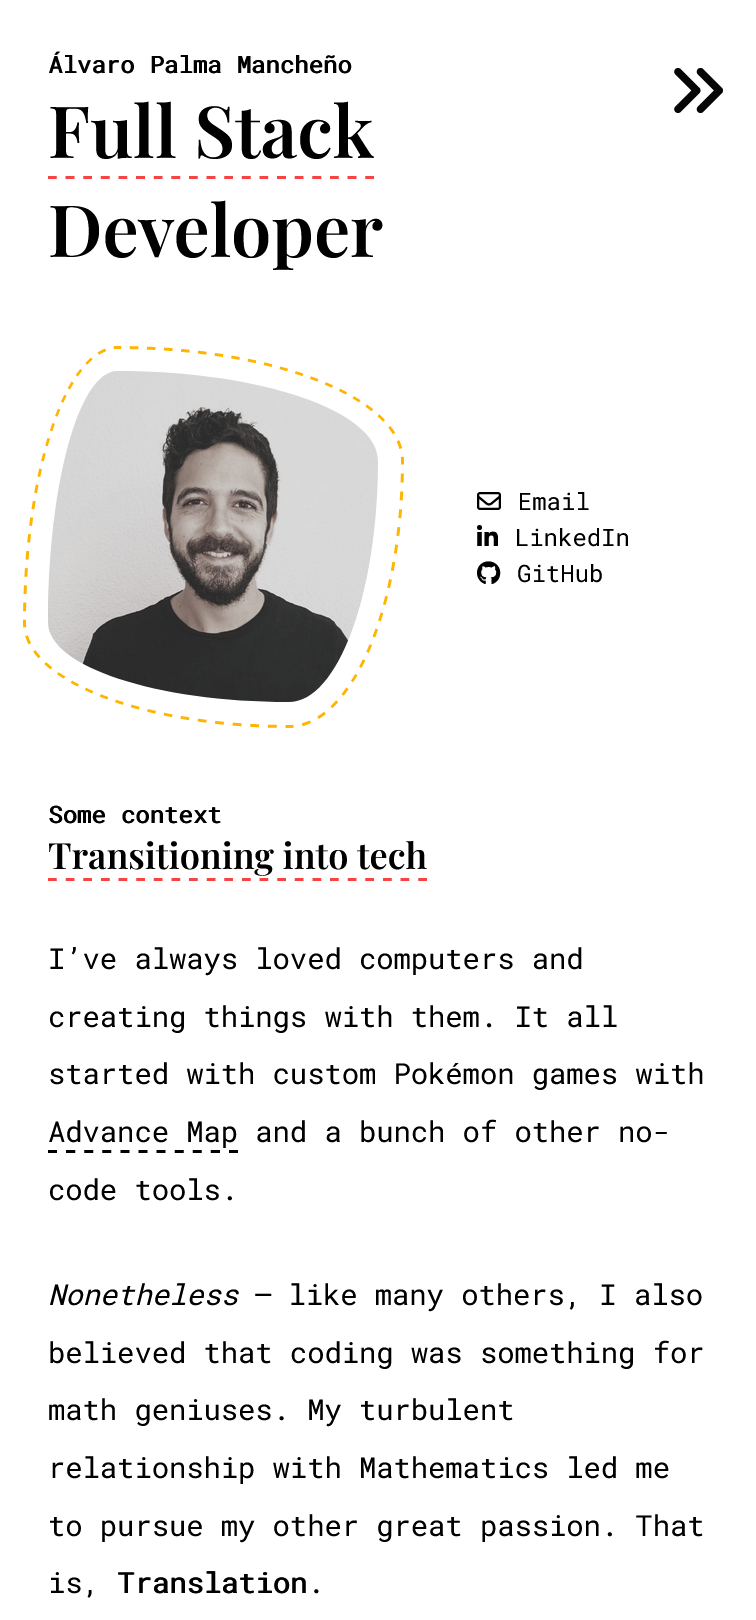 Álvaro Palma Mancheño
Full Stack
Developer
Email
LinkedIn
GitHub
Some context
Transitioning into tech
I’ve always loved computers and
creating things with them. It all
started with custom Pokémon games with
Advance Map and a bunch of other no-
code tools.
Nonetheless — like many others, I also
believed that coding was something for
math geniuses. My turbulent
relationship with Mathematics led me
to pursue my other great passion. That
is, Translation.